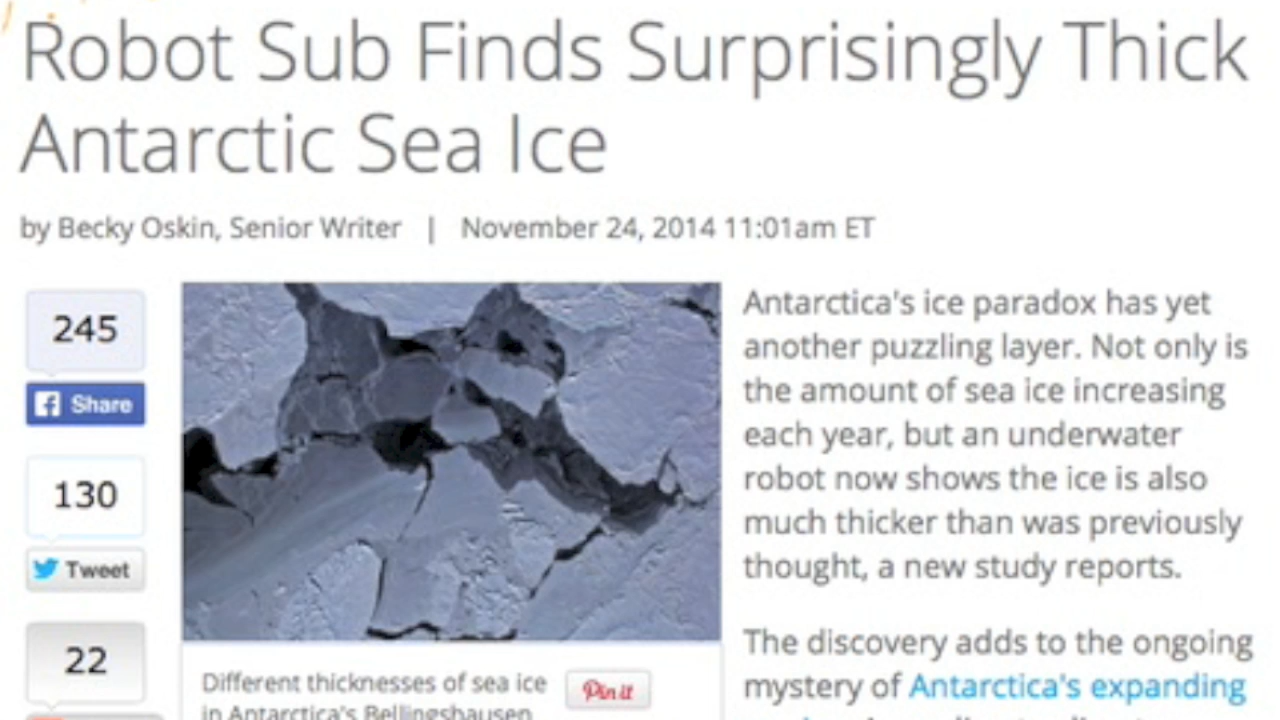 Robot Sub Finds Surprisingly Thick
Antarctic Sea Ice
by Becky Oskin, Senior Writer | November 24, 2014 11:01am ET
245
Share
130
Tweet
22
Different thicknesses of sea ice
in Antarctica's Bellingshausen
Pin it
Antarctica's ice paradox has yet
another puzzling layer. Not only is
the amount of sea ice increasing
each year, but an underwater
robot now shows the ice is also
much thicker than was previously
thought, a new study reports.
The discovery adds to the ongoing
mystery of Antarctica's expanding